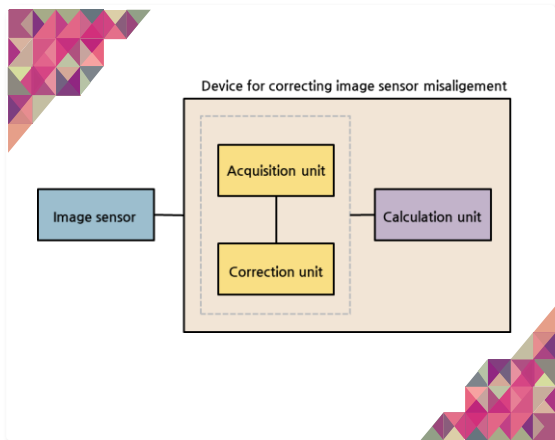 Device for correcting image sensor misaligement
Acquisition unit
Image sensor
Calculation unit
Correction unit